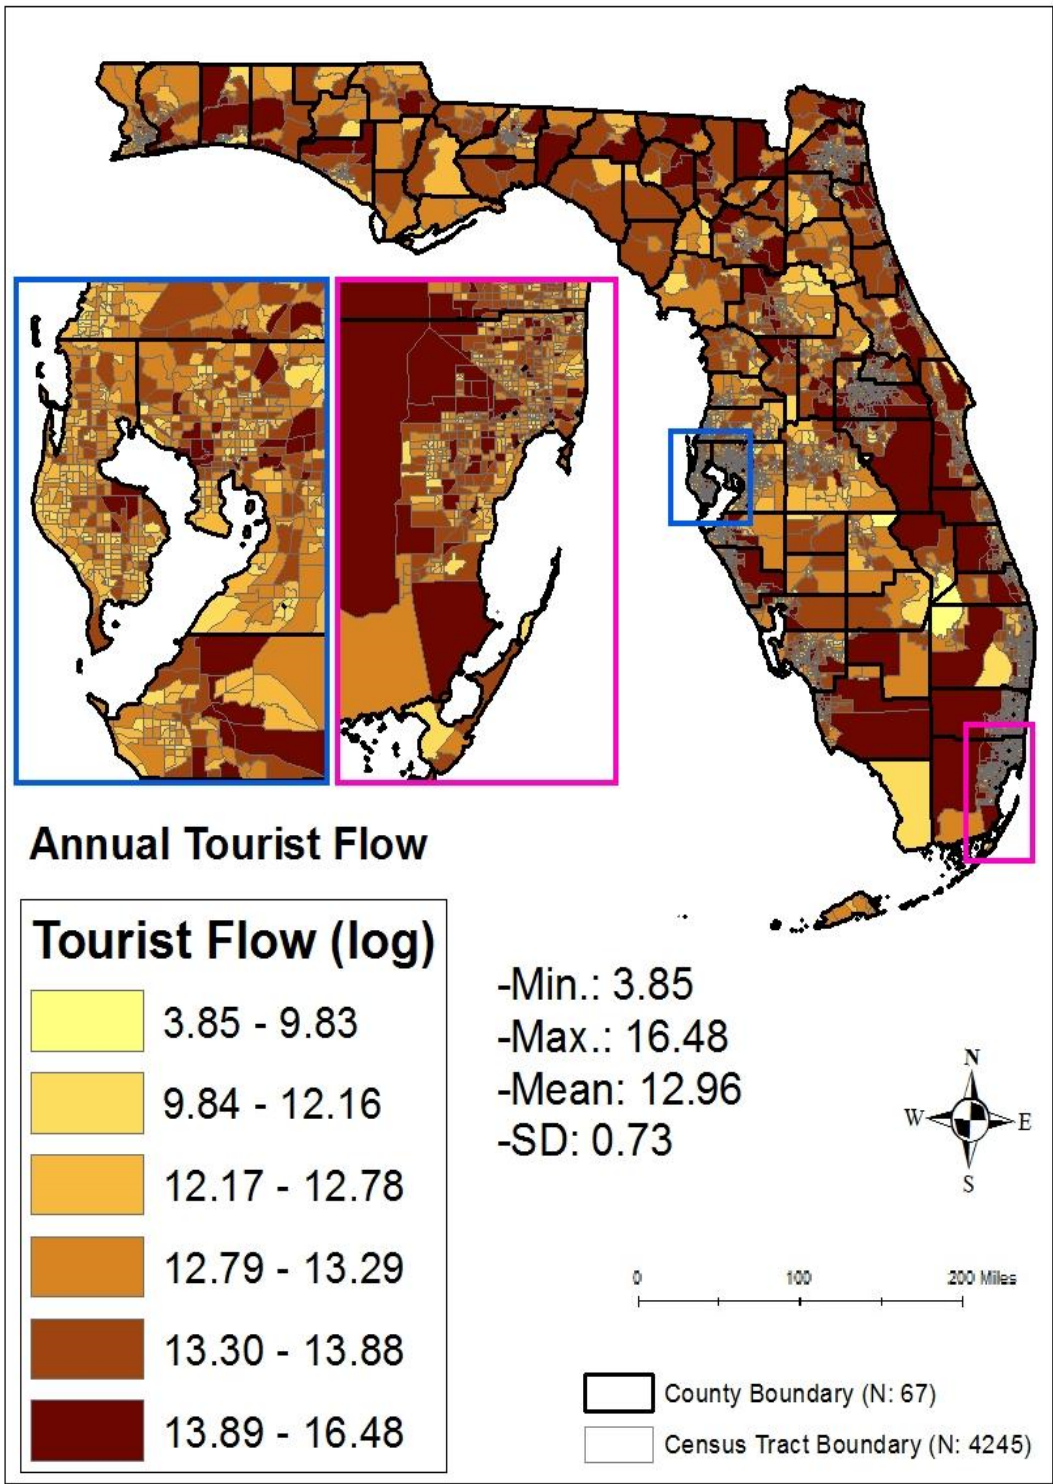 Annual Tourist Flow
Tourist Flow (log)
3.85 - 9.83
9.84 - 12.16
12.17 - 12.78
12.79 - 13.29
13.30 - 13.88
13.89 - 16.48
-Min.: 3.85
-Max.: 16.48
-Mean: 12.96
-SD: 0.73
N
W
E
S
0 100 200 Miles
County Boundary (N: 67)
Census Tract Boundary (N: 4245)